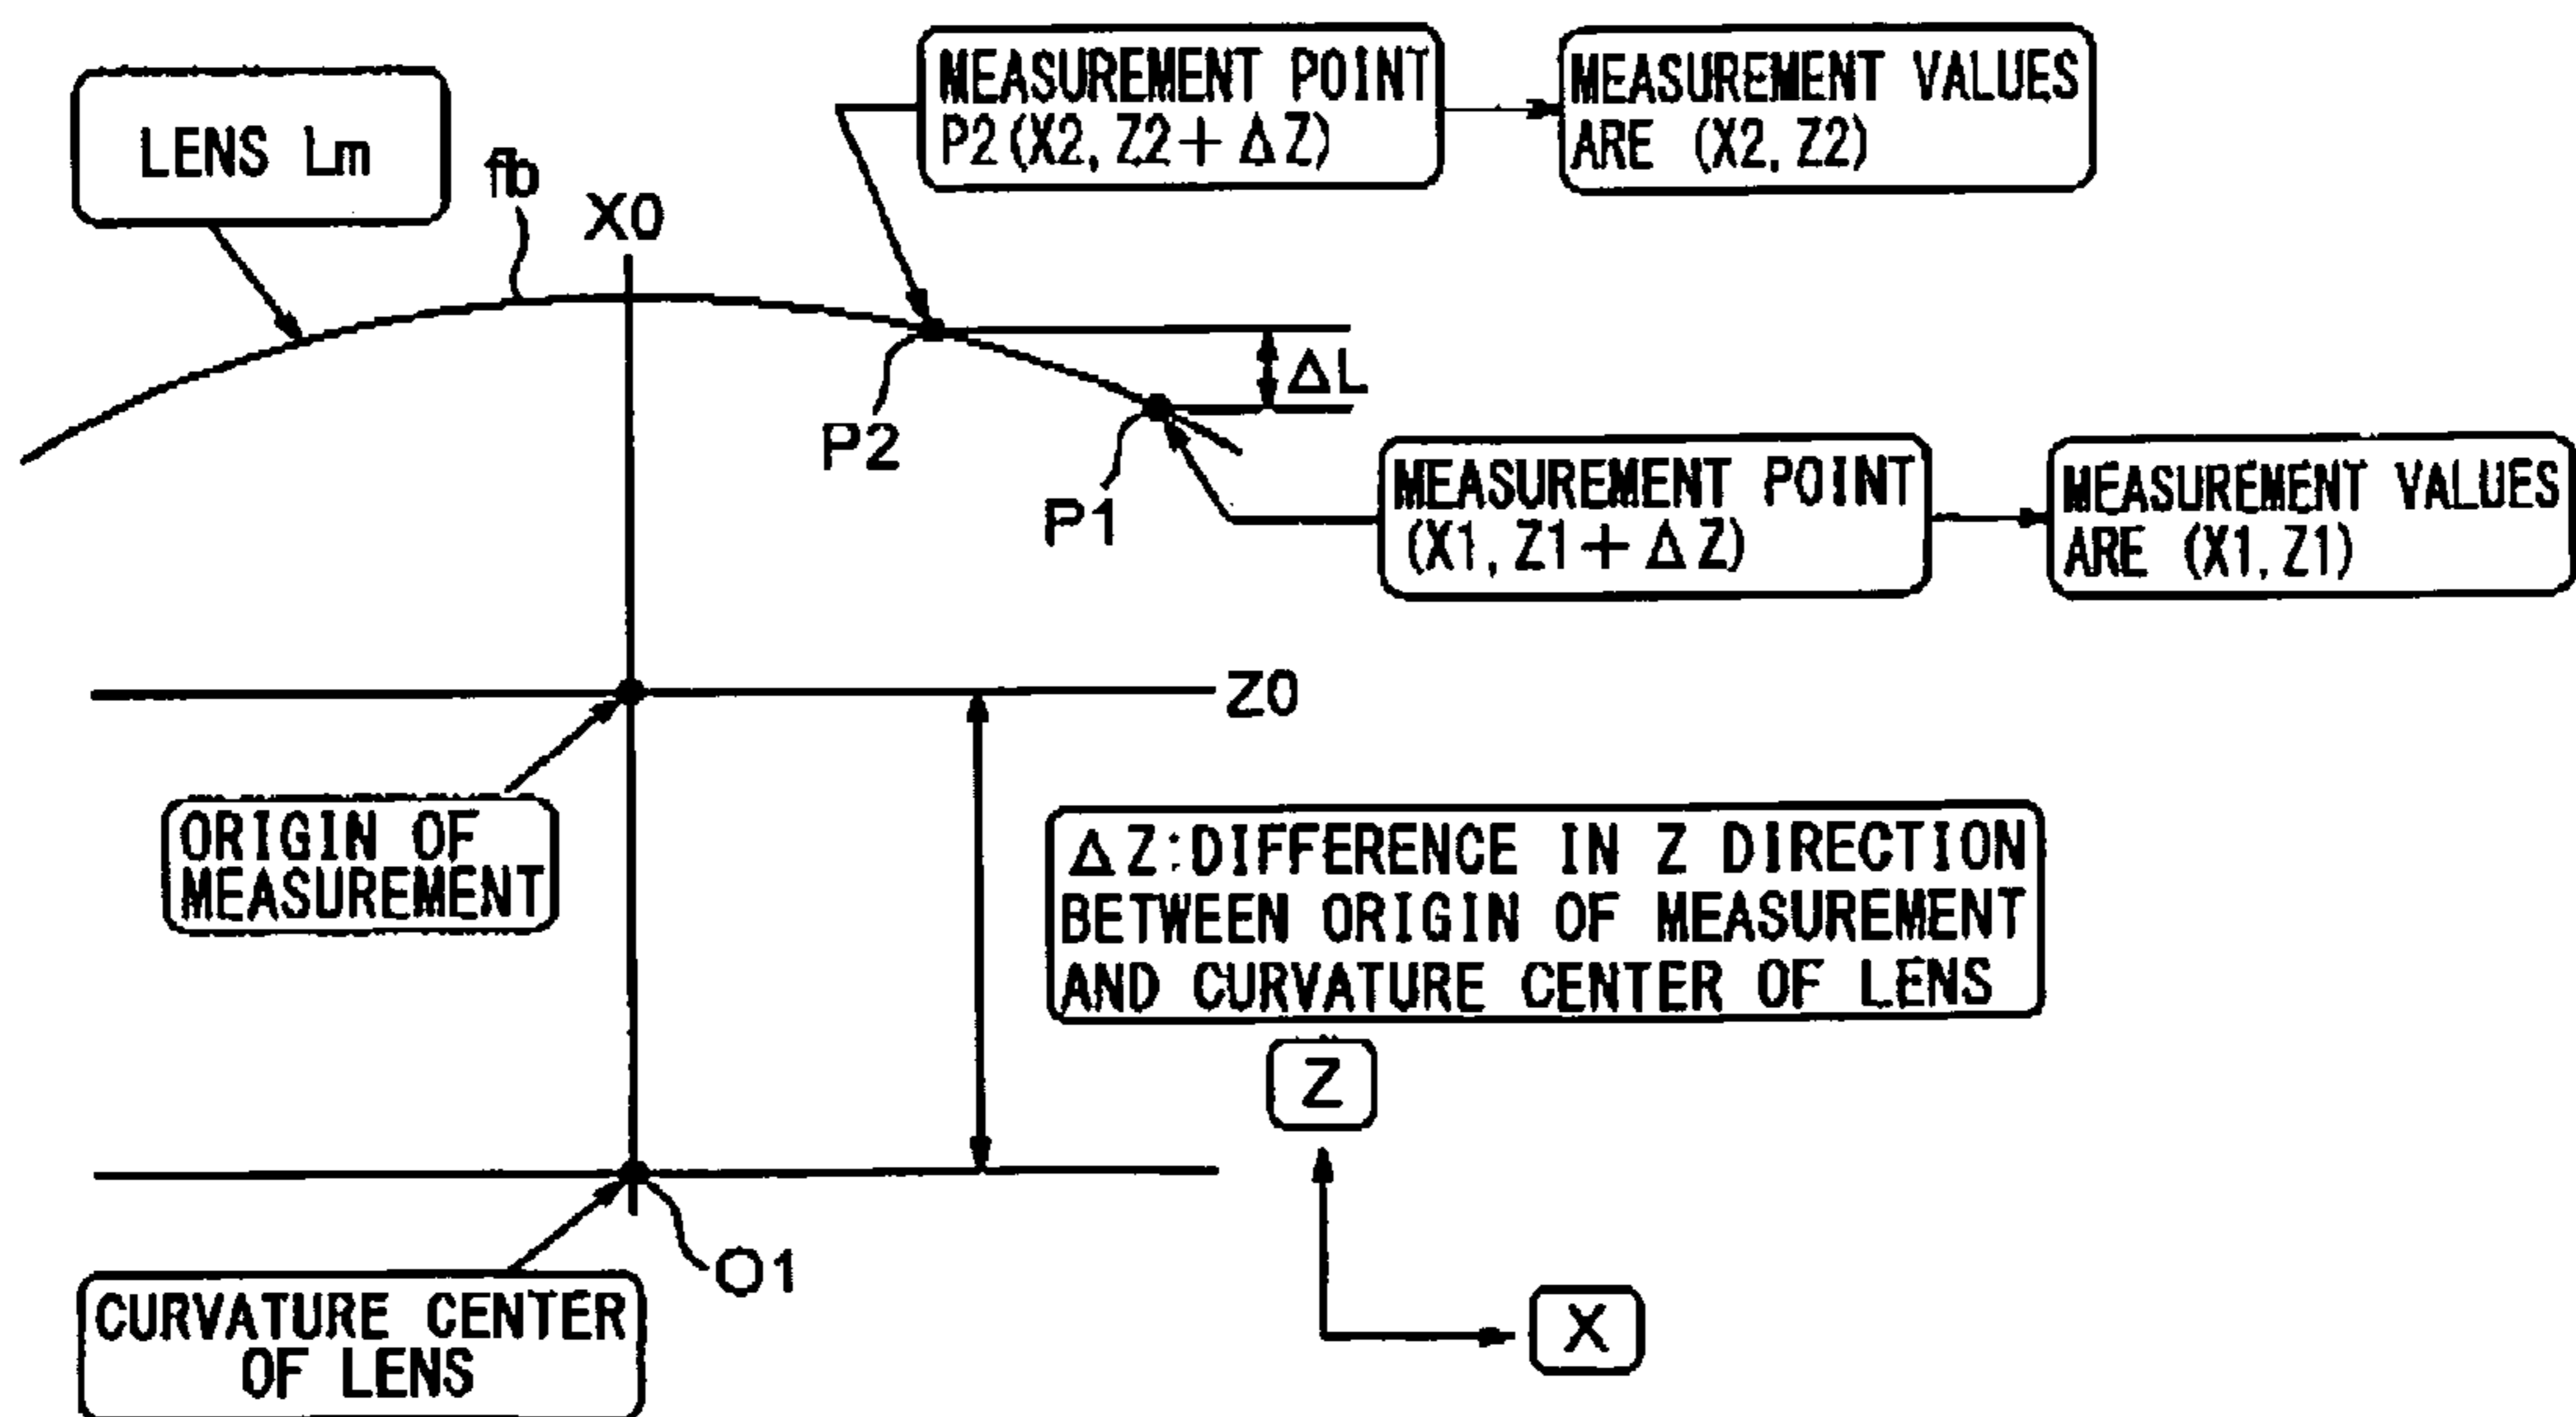 MEASUREMENT POINT
P2(X2, Z2+ΔZ)
MEASUREMENT VALUES
ARE (X2, Z2)
LENS Lm
fb
X0
ΔL
P2
P1
MEASUREMENT POINT
(X1, Z1+ΔZ)
MEASUREMENT VALUES
ARE (X1, Z1)
Z0
ORIGIN OF
MEASUREMENT
ΔZ:DIFFERENCE IN Z DIRECTION
BETWEEN ORIGIN OF MEASUREMENT
AND CURVATURE CENTER OF LENS
Z
X
O1
CURVATURE CENTER
OF LENS